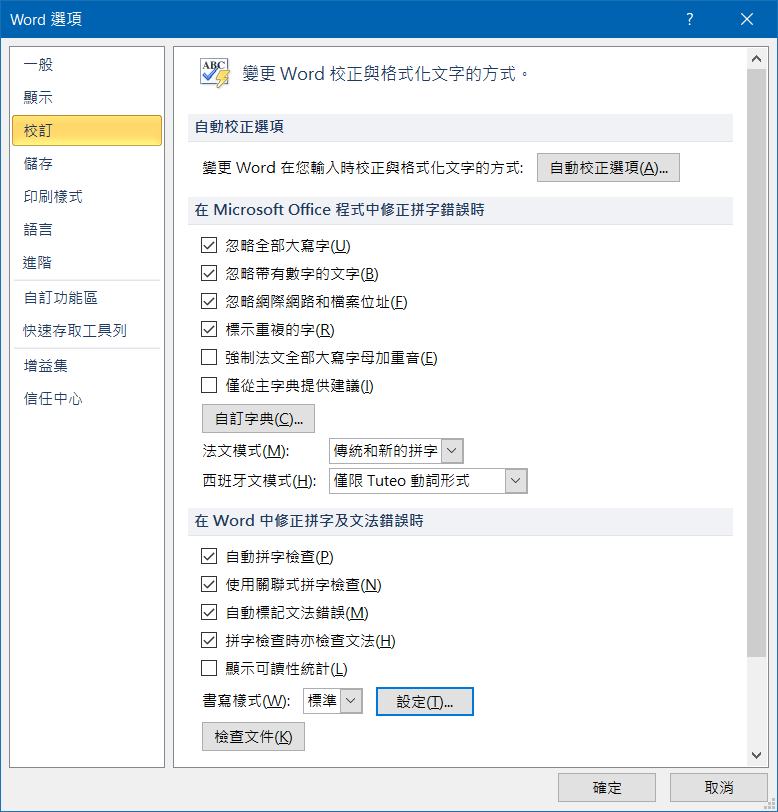 Word 選項
?
一般
顯示
校訂
儲存
印刷樣式
語言
進階
自訂功能區
快速存取工具列
增益集
信任中心
ABC
變更 Word 校正與格式化文字的方式。
自動校正選項
變更 Word 在您輸入時校正與格式化文字的方式: 自動校正選項(A)...
在 Microsoft Office 程式中修正拼字錯誤時
忽略全部大寫字(U)
忽略帶有數字的文字(B)
忽略網際網路和檔案位址(F)
標示重複的字(R)
強制法文全部大寫字母加重音(E)
僅從主字典提供建議(I)
自訂字典(C)...
法文模式(M): 傳統和新的拼字
西班牙文模式(H): 僅限 Tuteo 動詞形式
在 Word 中修正拼字及文法錯誤時
自動拼字檢查(P)
使用關聯式拼字檢查(N)
自動標記文法錯誤(M)
拼字檢查時亦檢查文法(H)
顯示可讀性統計(L)
書寫樣式(W): 標準 設定(T)...
檢查文件(K)
確定 取消